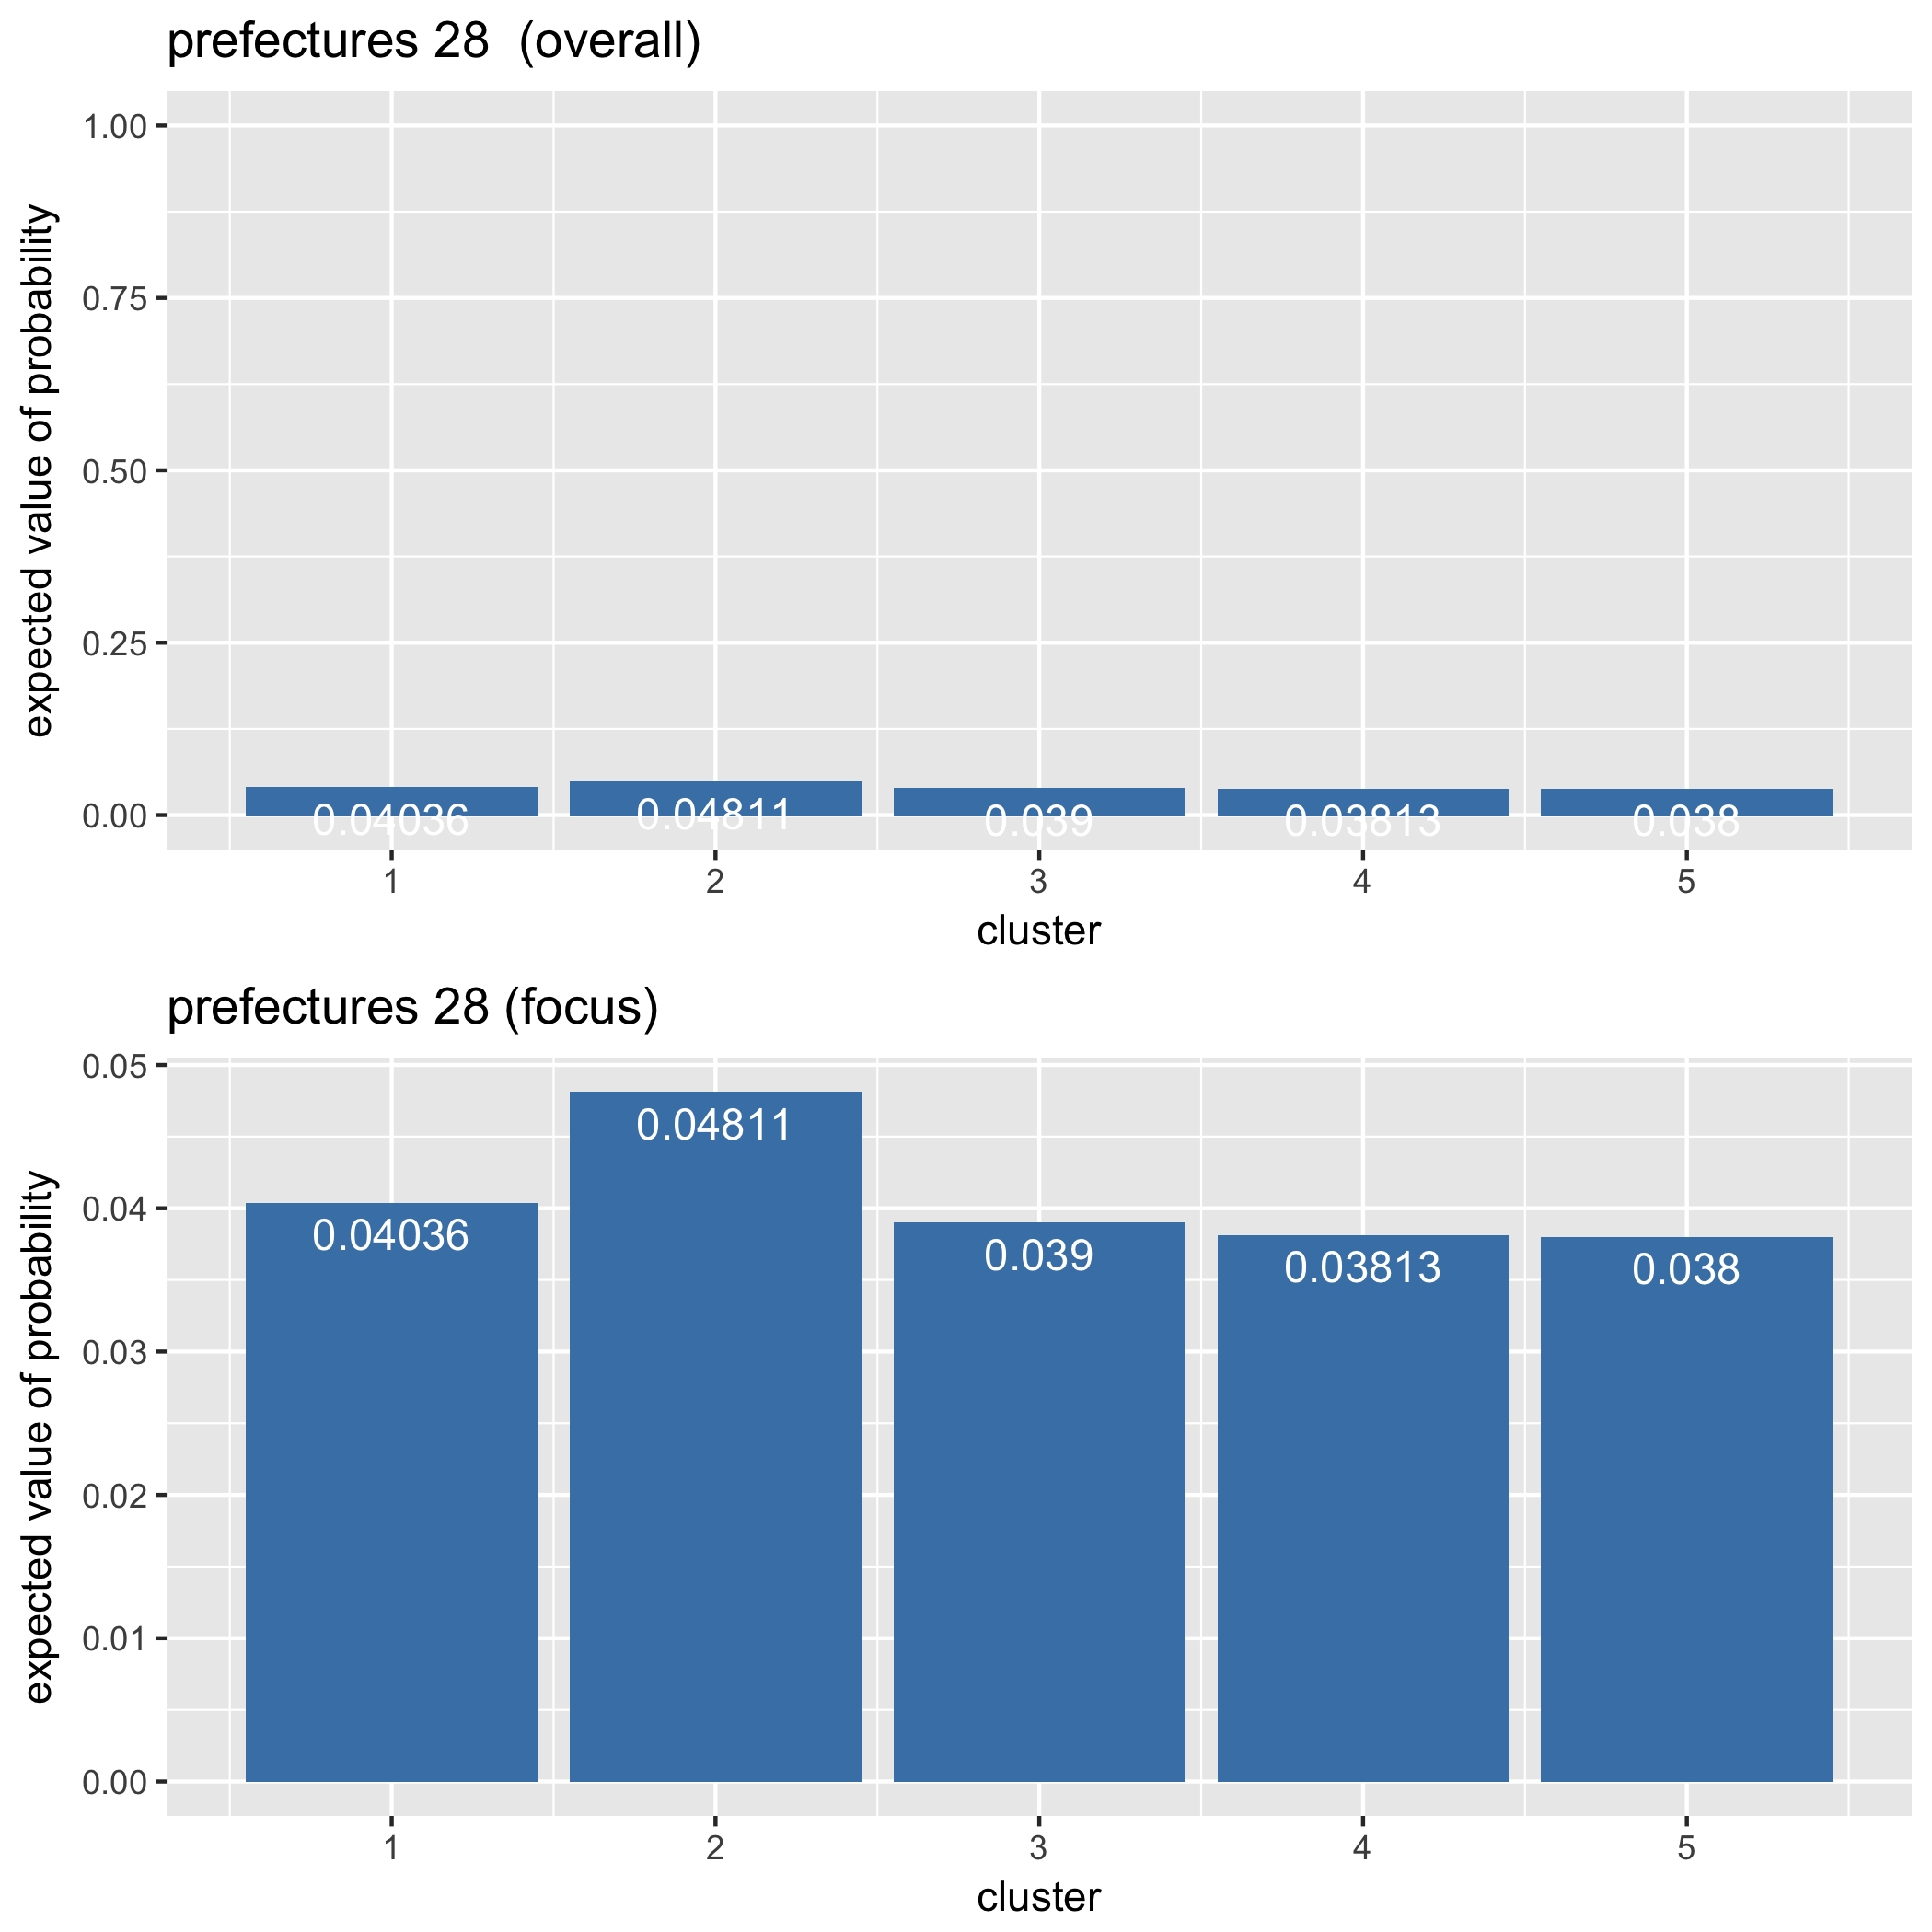 prefectures 28  (overall)
expected value of probability
1.00
0.75
0.50
0.25
0.00
0.04036
0.04811
0.039
0.03813
0.038
1 2 3 4 5
cluster
prefectures 28 (focus)
expected value of probability
0.05
0.04
0.03
0.02
0.01
0.00
0.04036
0.04811
0.039
0.03813
0.038
1 2 3 4 5
cluster